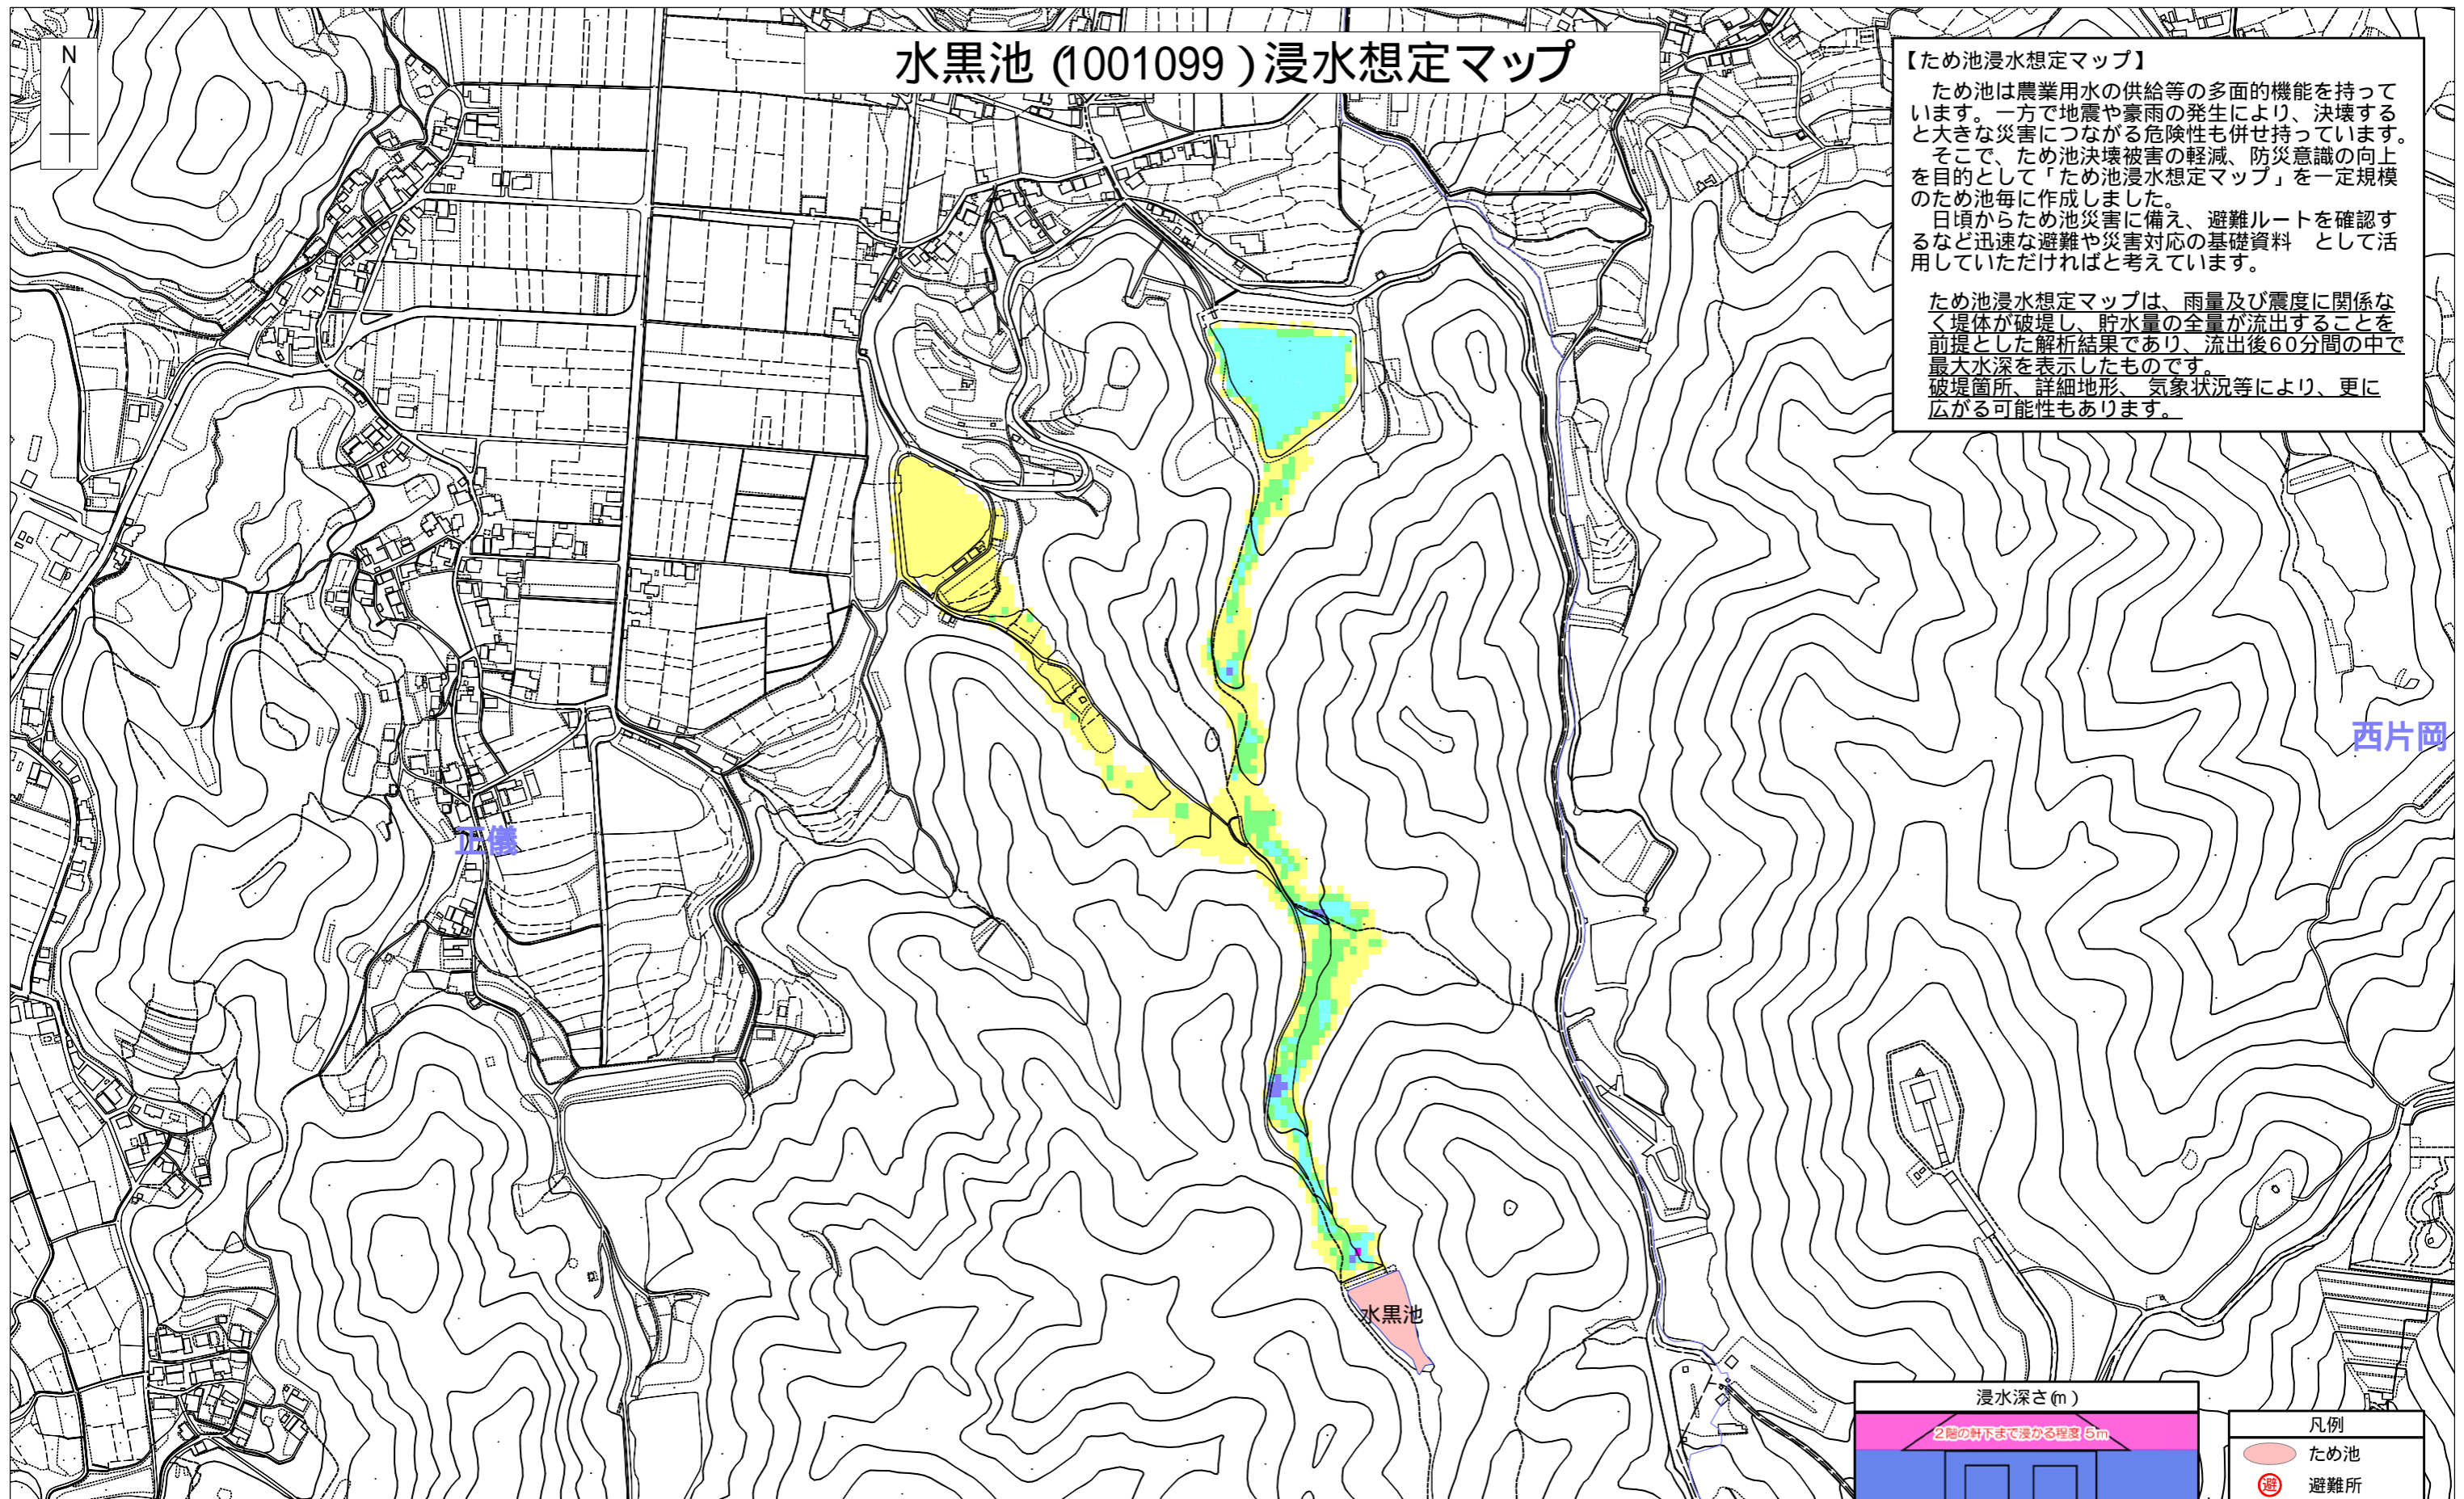 N
水黒池(1001099)浸水想定マップ
【ため池浸水想定マップ】
ため池は農業用水の供給等の多面的機能を持って
います。一方で地震や豪雨の発生により、決壊する
と大きな災害につながる危険性も併せ持っています。
そこで、ため池決壊被害の軽減、防災意識の向上
を目的として「ため池浸水想定マップ」を一定規模
のため池毎に作成しました。
日頃からため池災害に備え、避難ルートを確認す
るなど迅速な避難や災害対応の基礎資料 として活
用していただければと考えています。
ため池浸水想定マップは、雨量及び震度に関係な
く堤体が破堤し、貯水量の全量が流出することを
前提とした解析結果であり、流出後60分間の中で
最大水深を表示したものです。
破堤箇所、詳細地形、気象状況等により、更に
広がる可能性もあります。
西片岡
正儀
水黒池
浸水深さ(m)
2階の軒下まで浸かる程度 5m
凡例
ため池
避 避難所